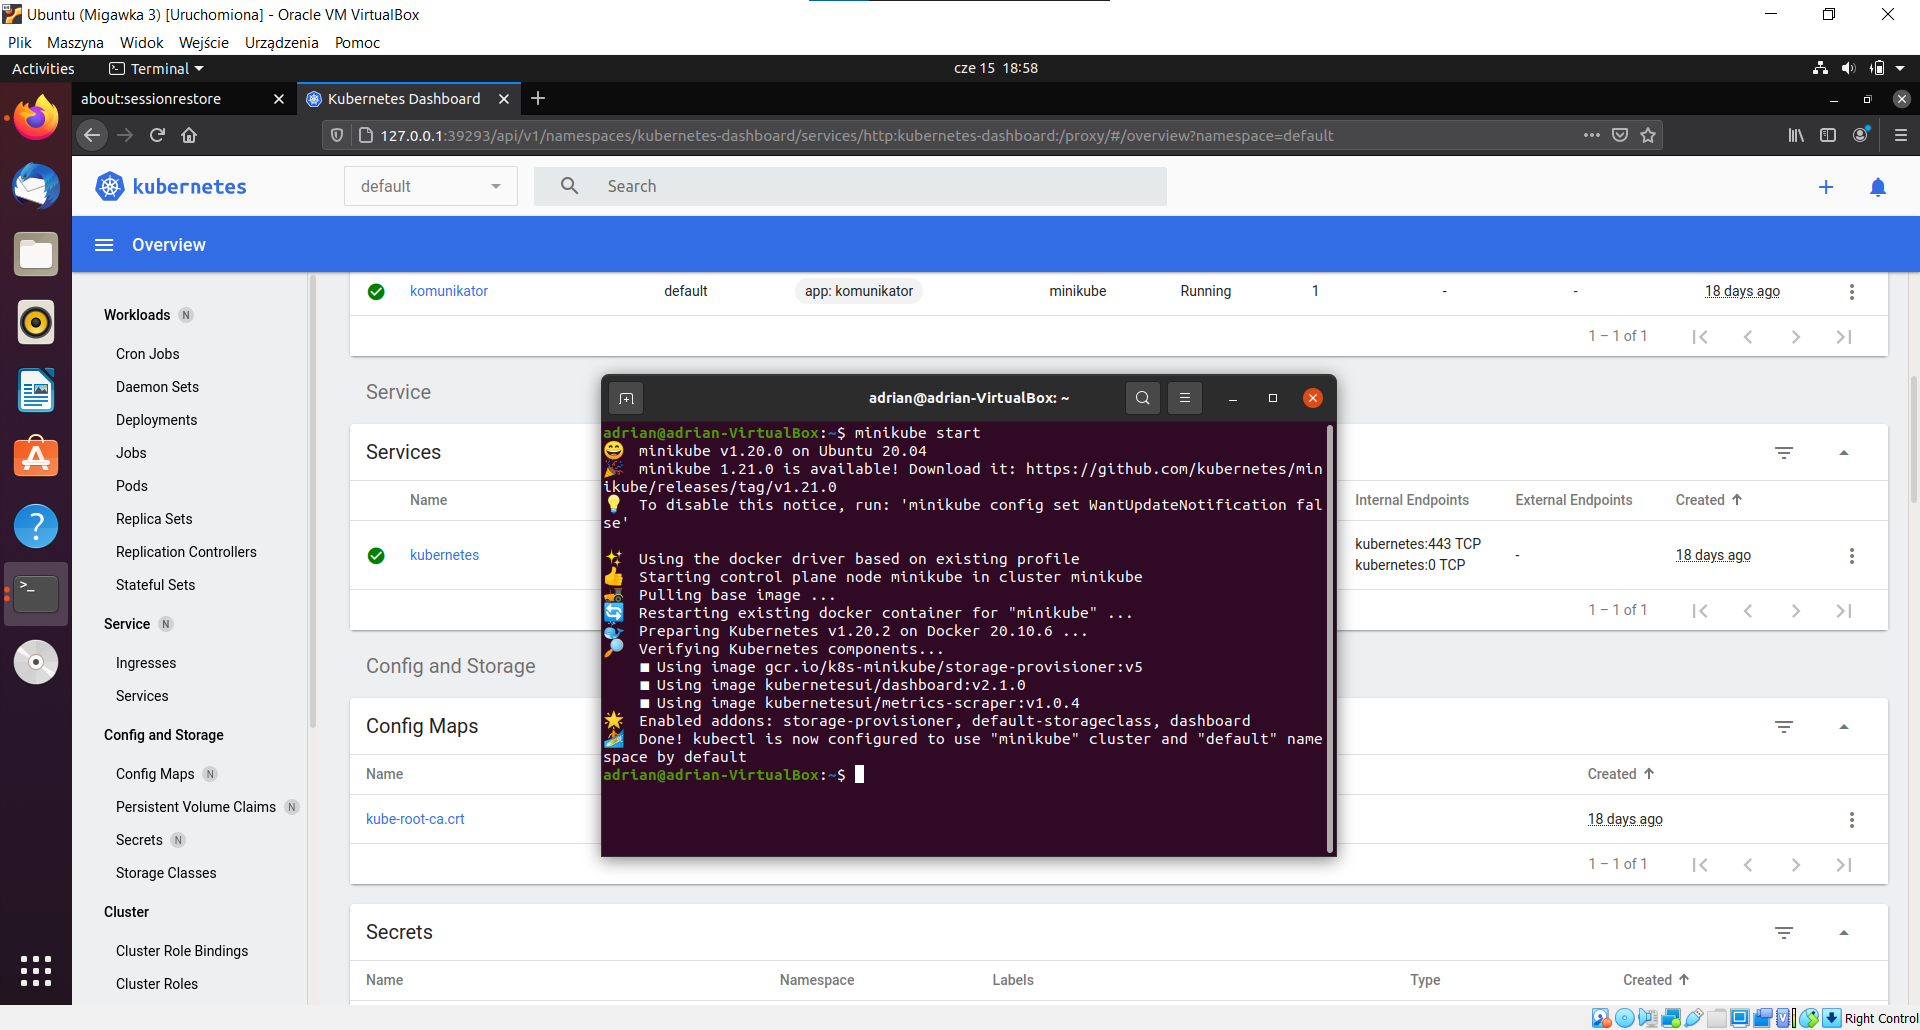 Ubuntu (Migawka 3) [Uruchomiona] - Oracle VM VirtualBox
Plik Maszyna Widok Wejście Urządzenia Pomoc
Activities Terminal cze 15 18:58
about:sessionrestore Kubernetes Dashboard
127.0.0.1:39293/api/v1/namespaces/kubernetes-dashboard/services/http:kubernetes-dashboard:/proxy/#/overview?namespace=default
kubernetes default Search
Overview
Workloads N
Cron Jobs
Daemon Sets
Deployments
Jobs
Pods
Replica Sets
Replication Controllers
Stateful Sets
Service N
Ingresses
Services
Config and Storage
Config Maps N
Persistent Volume Claims N
Secrets N
Storage Classes
Cluster
Cluster Role Bindings
Cluster Roles
komunikator default app: komunikator minikube Running 1 - - 18 days ago
1 – 1 of 1
Service
Services
Name Internal Endpoints External Endpoints Created
kubernetes kubernetes:443 TCP - 18 days ago
kubernetes:0 TCP
1 – 1 of 1
Config and Storage
Config Maps
Name Created
kube-root-ca.crt 18 days ago
1 – 1 of 1
Secrets
Name Namespace Labels Type Created
adrian@adrian-VirtualBox: ~
adrian@adrian-VirtualBox:~$ minikube start
minikube v1.20.0 on Ubuntu 20.04
minikube 1.21.0 is available! Download it: https://github.com/kubernetes/min
ikube/releases/tag/v1.21.0
To disable this notice, run: 'minikube config set WantUpdateNotification fal
se'
Using the docker driver based on existing profile
Starting control plane node minikube in cluster minikube
Pulling base image ...
Restarting existing docker container for "minikube" ...
Preparing Kubernetes v1.20.2 on Docker 20.10.6 ...
Verifying Kubernetes components...
Using image gcr.io/k8s-minikube/storage-provisioner:v5
Using image kubernetesui/dashboard:v2.1.0
Using image kubernetesui/metrics-scraper:v1.0.4
Enabled addons: storage-provisioner, default-storageclass, dashboard
Done! kubectl is now configured to use "minikube" cluster and "default" name
space by default
adrian@adrian-VirtualBox:~$
Right Control